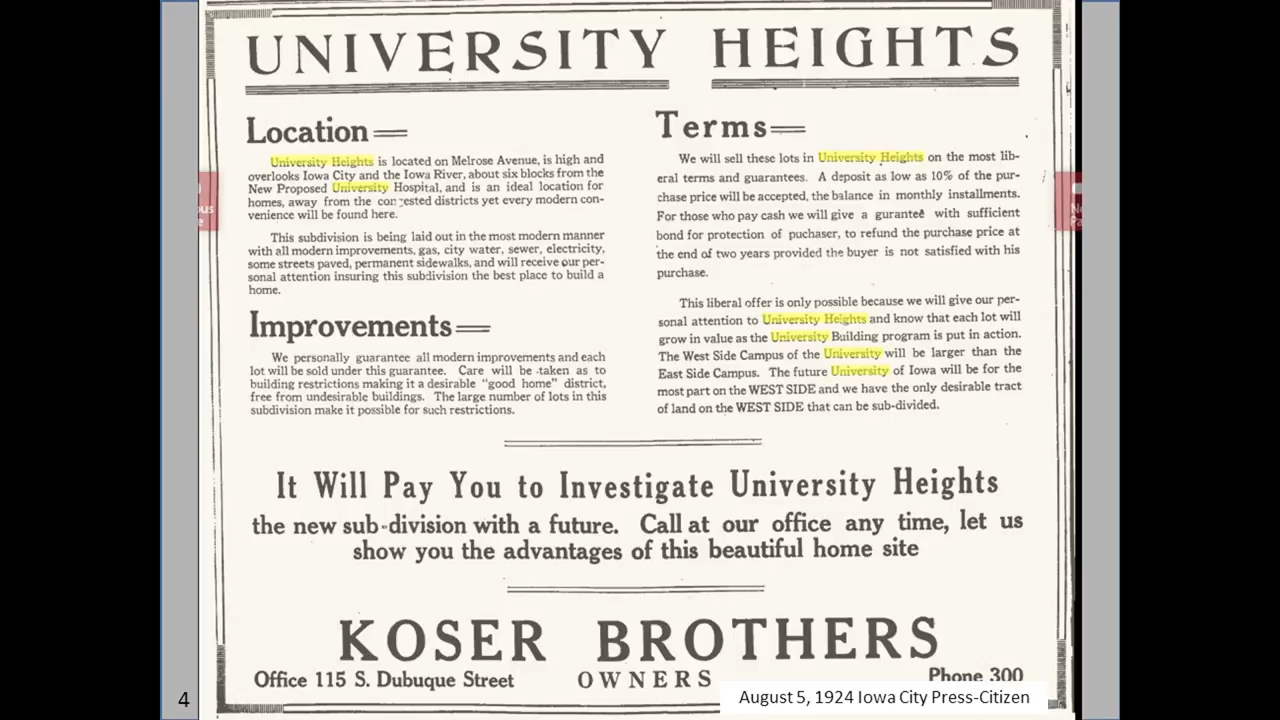 UNIVERSITY HEIGHTS
Location
University Heights is located on Melrose Avenue, is high and
overlooks Iowa City and the Iowa River, about six blocks from the
New Proposed University Hospital, and is an ideal location for
homes, away from the congested districts yet every modern con-
venience will be found here.
This subdivision is being laid out in the most modern manner
with all modern improvements, gas, city water, sewer, electricity,
some streets paved, permanent sidewalks, and will receive our per-
sonal attention insuring this subdivision the best place to build a
home.
Improvements
We personally guarantee all modern improvements and each
lot will be sold under this guarantee. Care will be taken as to
building restrictions making it a desirable "good home" district,
free from undesirable buildings. The large number of lots in this
subdivision make it possible for such restrictions.
Terms
We will sell these lots in University Heights on the most lib-
eral terms and guarantees. A deposit as low as 10% of the pur-
chase price will be accepted, the balance in monthly installments.
For those who pay cash we will give a gurantee with sufficient
bond for protection of puchaser, to refund the purchase price at
the end of two years provided the buyer is not satisfied with his
purchase.
This liberal offer is only possible because we will give our per-
sonal attention to University Heights and know that each lot will
grow in value as the University Building program is put in action.
The West Side Campus of the University will be larger than the
East Side Campus. The future University of Iowa will be for the
most part on the WEST SIDE and we have the only desirable tract
of land on the WEST SIDE that can be sub-divided.
It Will Pay You to Investigate University Heights
the new sub-division with a future. Call at our office any time, let us
show you the advantages of this beautiful home site
KOSER BROTHERS
Office 115 S. Dubuque Street OWNERS Phone 300
4
August 5, 1924 Iowa City Press-Citizen